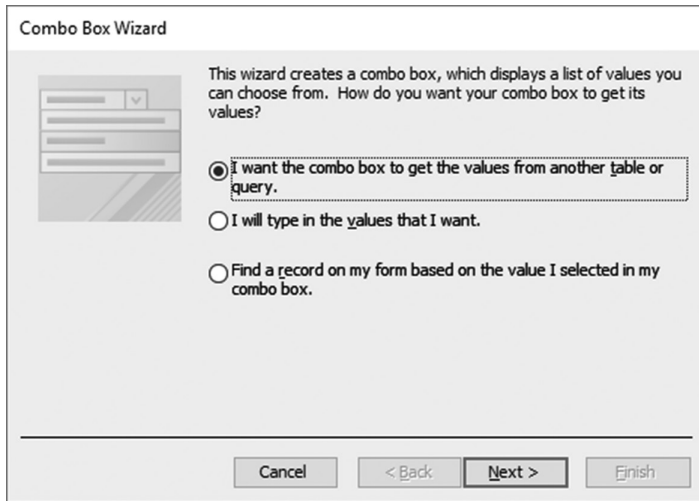 Combo Box Wizard
This wizard creates a combo box, which displays a list of values you
can choose from. How do you want your combo box to get its
values?
I want the combo box to get the values from another table or
query.
I will type in the values that I want.
Find a record on my form based on the value I selected in my
combo box.
Cancel
< Back
Next >
Finish